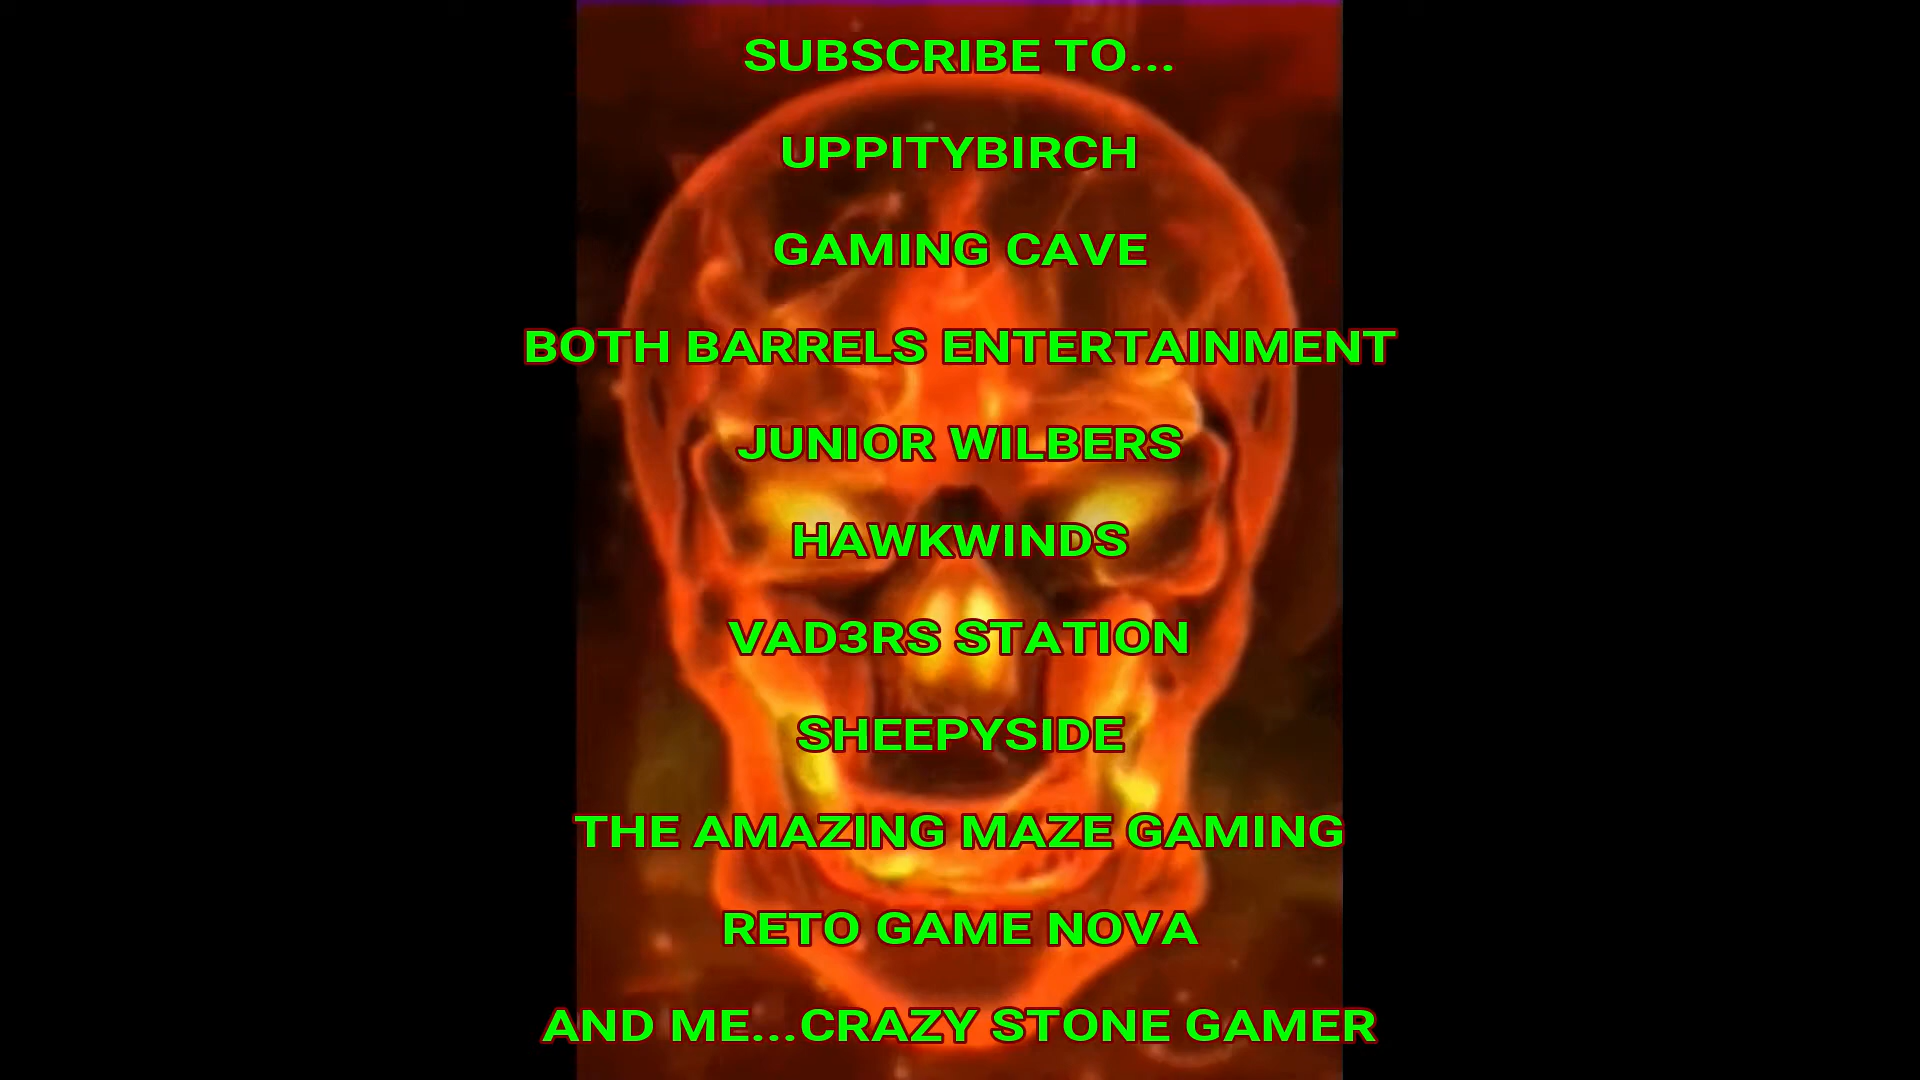 SUBSCRIBE TO...
UPPITYBIRCH
GAMING CAVE
BOTH BARRELS ENTERTAINMENT
JUNIOR WILBERS
HAWKWINDS
VAD3RS STATION
SHEEPYSIDE
THE AMAZING MAZE GAMING
RETO GAME NOVA
AND ME...CRAZY STONE GAMER